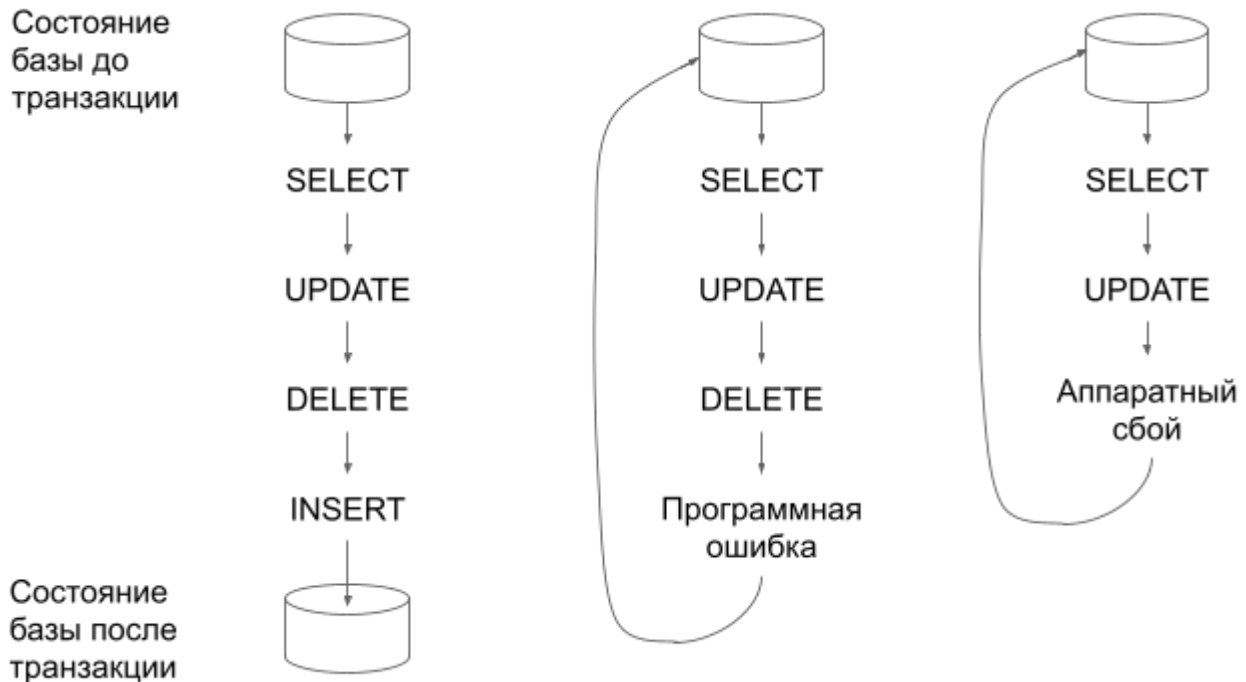 Состояние
базы до
транзакции
SELECT
UPDATE
DELETE
INSERT
Состояние
базы после
транзакции
SELECT
UPDATE
DELETE
Программная
ошибка
SELECT
UPDATE
Аппаратный
сбой